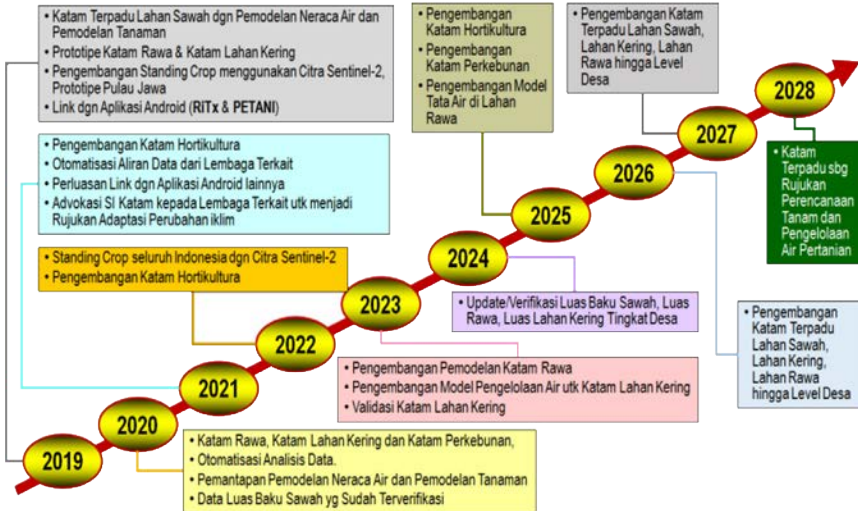 • Katam Terpadu Lahan Sawah dgn Pemodelan Neraca Air dan
Pemodelan Tanaman
• Prototipe Katam Rawa & Katam Lahan Kering
• Pengembangan Standing Crop menggunakan Citra Sentinel-2,
Prototipe Pulau Jawa
• Link dgn Aplikasi Android (RiTx & PETANI)
• Pengembangan Katam Hortikultura
• Otomatisasi Aliran Data dari Lembaga Terkait
• Perluasan Link dgn Aplikasi Android lainnya
• Advokasi SI Katam kepada Lembaga Terkait utk menjadi
Rujukan Adaptasi Perubahan iklim
• Standing Crop seluruh Indonesia dgn Citra Sentinel-2
• Pengembangan Katam Hortikultura
• Pengembangan
Katam Hortikultura
• Pengembangan
Katam Perkebunan
• Pengembangan Model
Tata Air di Lahan
Rawa
• Pengembangan Katam
Terpadu Lahan Sawah,
Lahan Kering, Lahan
Rawa hingga Level
Desa
2028
2027
2026
2025
2024
2023
2022
2021
2020
2019
• Katam
Terpadu sbg
Rujukan
Perencanaan
Tanam dan
Pengelolaan
Air Pertanian
• Update/Verifikasi Luas Baku Sawah, Luas
Rawa, Luas Lahan Kering Tingkat Desa
• Pengembangan
Katam Terpadu
Lahan Sawah,
Lahan Kering,
Lahan Rawa
hingga Level Desa
• Pengembangan Pemodelan Katam Rawa
• Pengembangan Model Pengelolaan Air utk Katam Lahan Kering
• Validasi Katam Lahan Kering
• Katam Rawa, Katam Lahan Kering dan Katam Perkebunan,
• Otomatisasi Analisis Data.
• Pemantapan Pemodelan Neraca Air dan Pemodelan Tanaman
• Data Luas Baku Sawah yg Sudah Terverifikasi